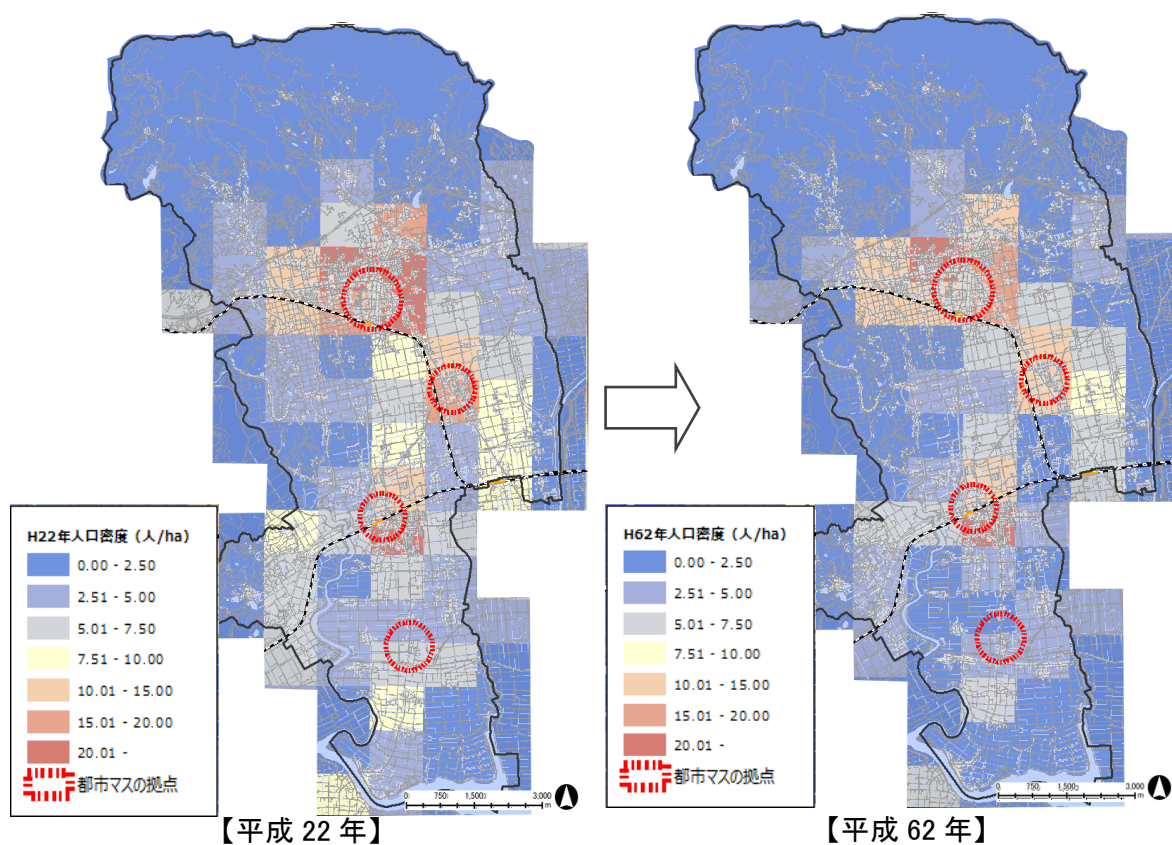 H22年人口密度（人/ha）
0.00 - 2.50
2.51 - 5.00
5.01 - 7.50
7.51 - 10.00
10.01 - 15.00
15.01 - 20.00
20.01 -
都市マスの拠点
0 750 1,500 3,000
m
【平成 22 年】
H62年人口密度（人/ha）
0.00 - 2.50
2.51 - 5.00
5.01 - 7.50
7.51 - 10.00
10.01 - 15.00
15.01 - 20.00
20.01 -
都市マスの拠点
0 750 1,500 3,000
m
【平成 62 年】